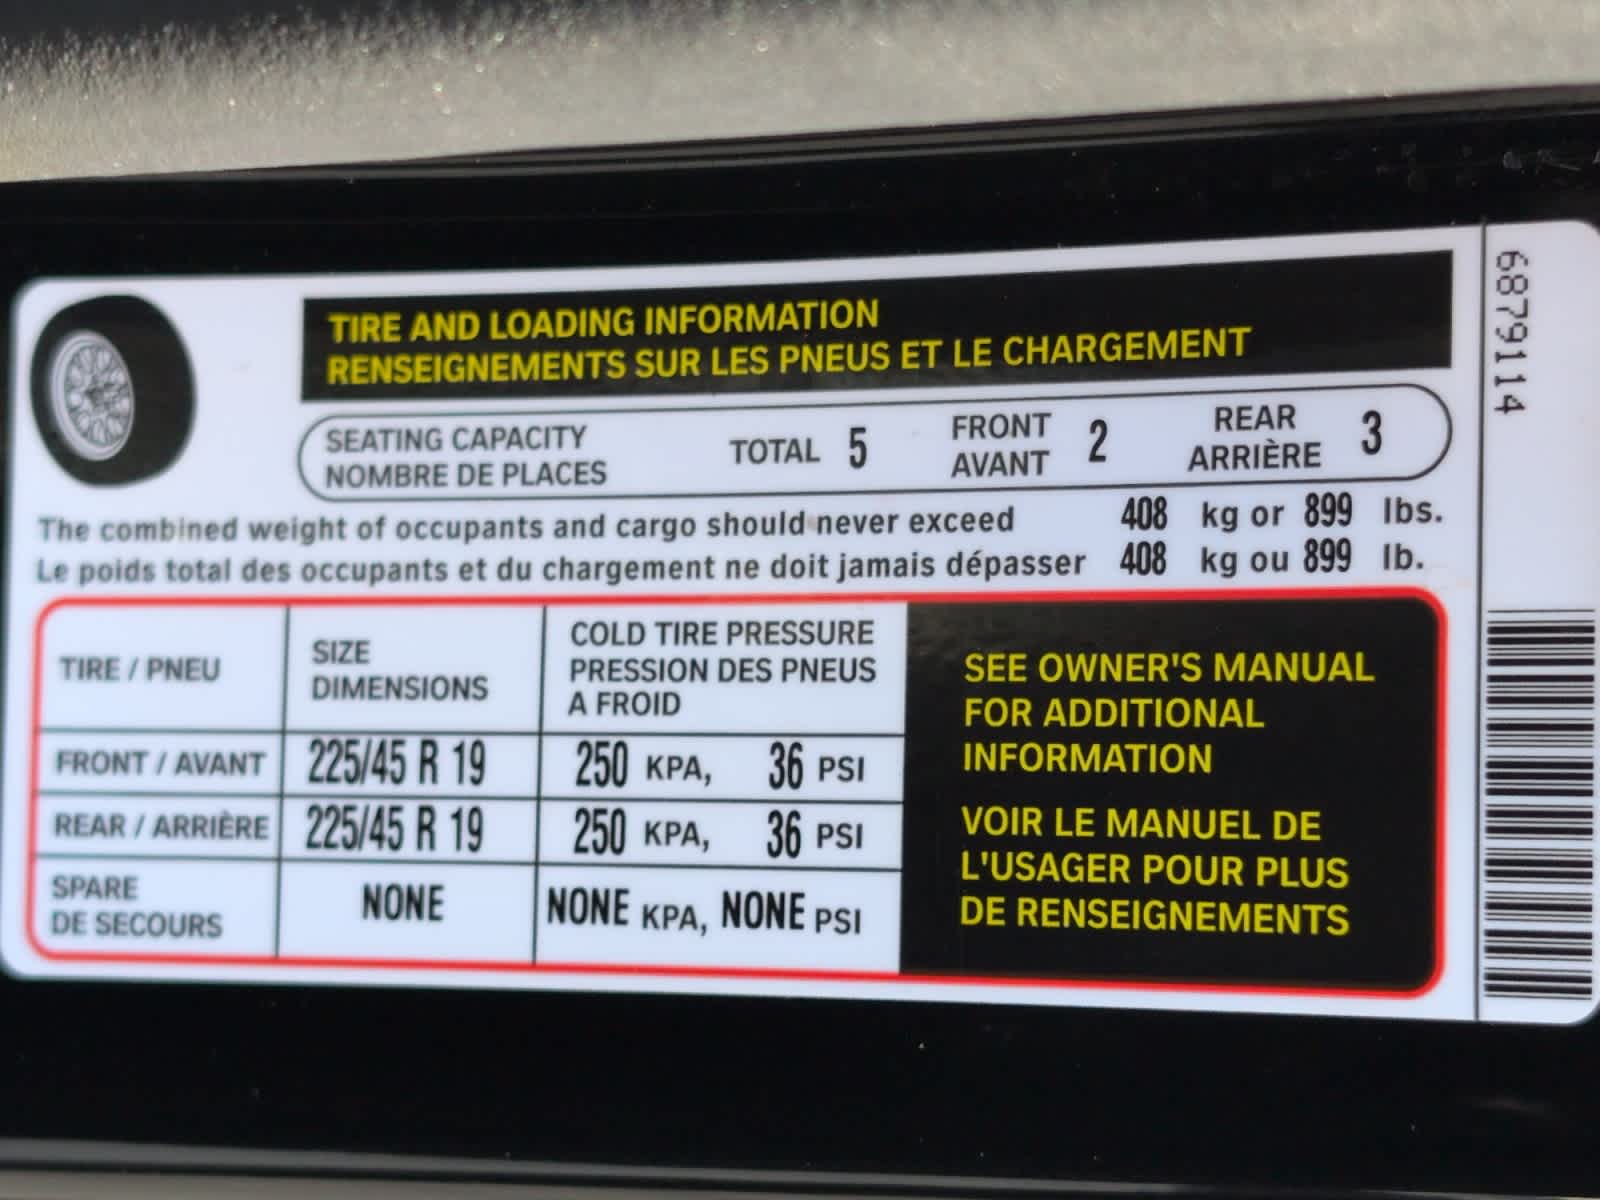 TIRE AND LOADING INFORMATION
RENSEIGNEMENTS SUR LES PNEUS ET LE CHARGEMENT
SEATING CAPACITY
NOMBRE DE PLACES
TOTAL 5
FRONT
AVANT
2
REAR
ARRIÈRE
3
The combined weight of occupants and cargo should never exceed 408 kg or 899 lbs.
Le poids total des occupants et du chargement ne doit jamais dépasser 408 kg ou 899 lb.
TIRE / PNEU
SIZE
DIMENSIONS
COLD TIRE PRESSURE
PRESSION DES PNEUS
A FROID
FRONT / AVANT 225/45 R 19 250 KPA, 36 PSI
REAR / ARRIÈRE 225/45 R 19 250 KPA, 36 PSI
SPARE
DE SECOURS
NONE NONE KPA, NONE PSI
SEE OWNER'S MANUAL
FOR ADDITIONAL
INFORMATION
VOIR LE MANUEL DE
L'USAGER POUR PLUS
DE RENSEIGNEMENTS
6879114